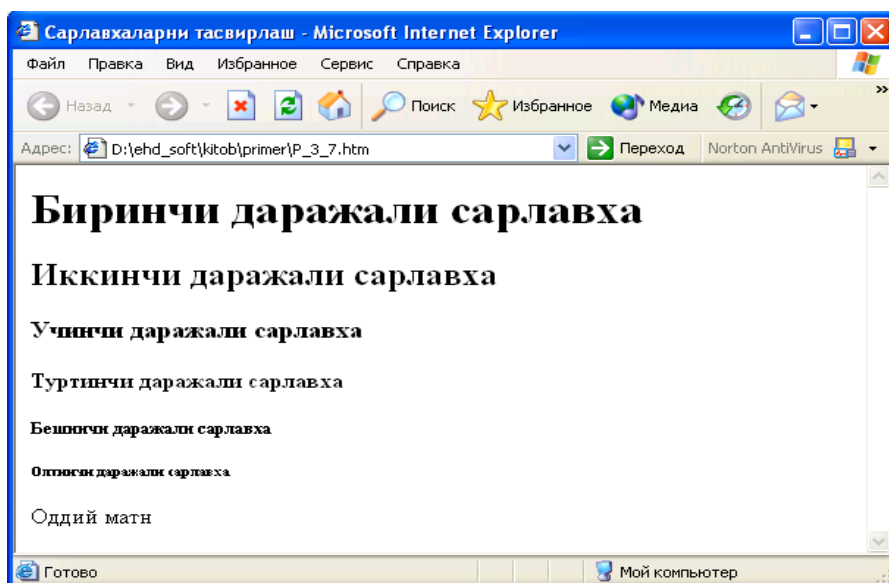 Сарлавхаларни тасвирлаш - Microsoft Internet Explorer
Файл Правка Вид Избранное Сервис Справка
Назад Поиск Избранное Медиа »
Адрес: D:\ehd_soft\kitob\primer\P_3_7.htm Переход Norton AntiVirus
Биринчи даражали сарлавха
Иккинчи даражали сарлавха
Учинчи даражали сарлавха
Туртинчи даражали сарлавха
Бешинчи даражали сарлавха
Олтинчи даражали сарлавха
Оддий матн
Готово Мой компьютер